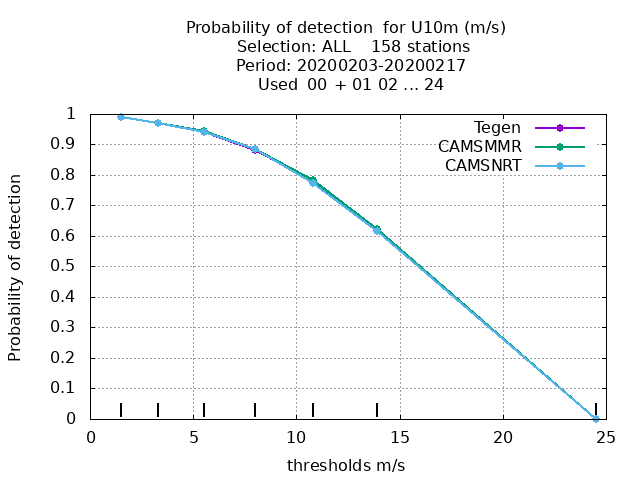 Probability of detection  for U10m (m/s)
Selection: ALL    158 stations
Period: 20200203-20200217
Used  00  + 01 02 ... 24
Tegen
CAMSMMR
CAMSNRT
Probability of detection
1
0.9
0.8
0.7
0.6
0.5
0.4
0.3
0.2
0.1
0
0 5 10 15 20 25
thresholds m/s